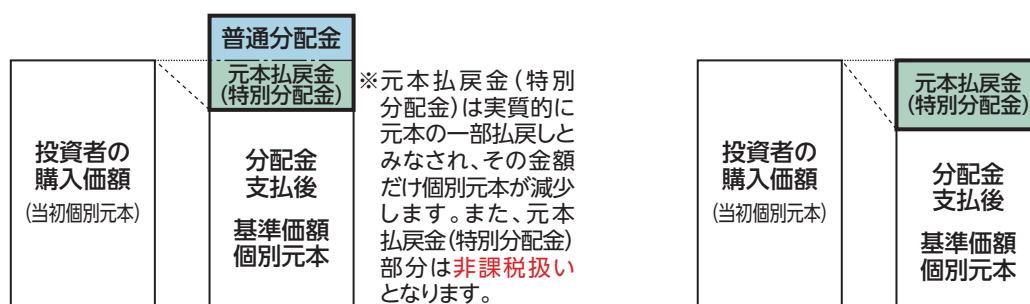 投資者の
購入価額
(当初個別元本)
普通分配金
元本払戻金
(特別分配金)
分配金
支払後
基準価額
個別元本
※元本払戻金(特別
分配金)は実質的に
元本の一部払戻しと
みなされ、その金額
だけ個別元本が減少
します。また、元本
払戻金(特別分配金)
部分は非課税扱い
となります。
投資者の
購入価額
(当初個別元本)
元本払戻金
(特別分配金)
分配金
支払後
基準価額
個別元本